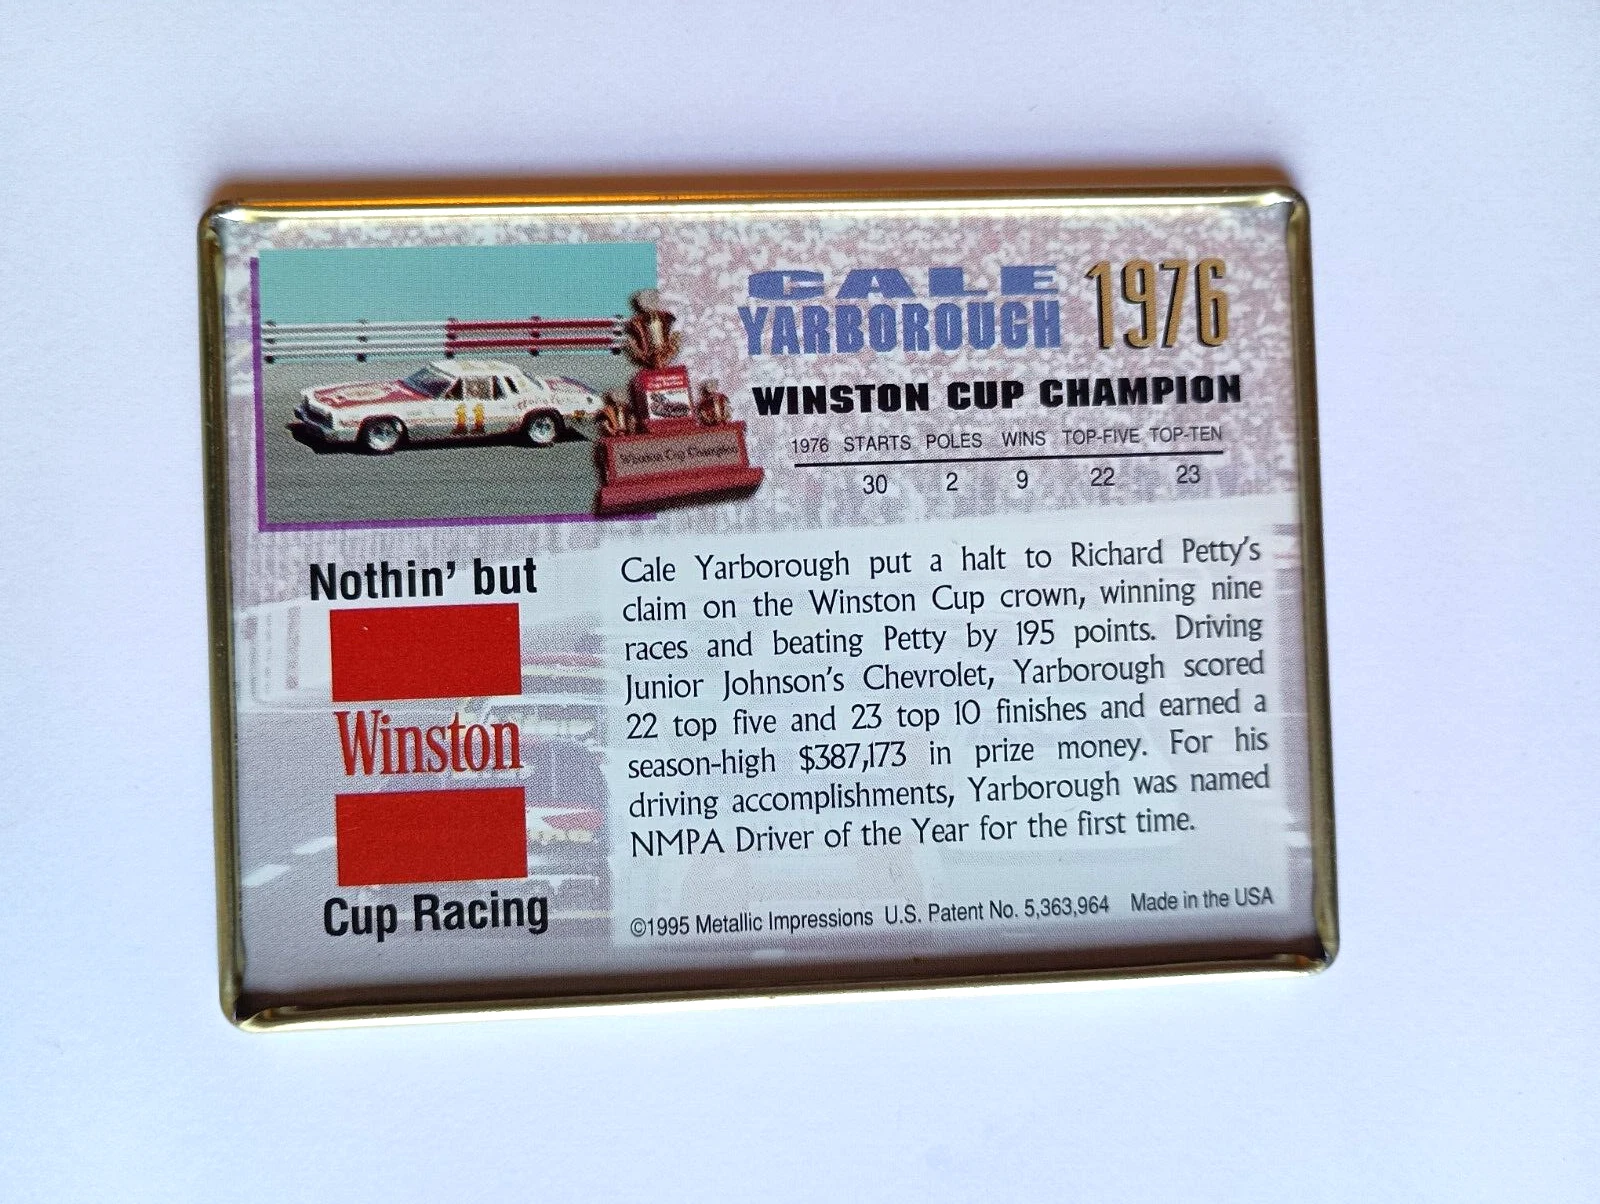 CALE
YARBOROUGH 1976
WINSTON CUP CHAMPION
1976 STARTS POLES WINS TOP-FIVE TOP-TEN
30 2 9 22 23
11
Winston Cup Champion
Nothin' but
Winston
Cup Racing
Cale Yarborough put a halt to Richard Petty's
claim on the Winston Cup crown, winning nine
races and beating Petty by 195 points. Driving
Junior Johnson's Chevrolet, Yarborough scored
22 top five and 23 top 10 finishes and earned a
season-high $387,173 in prize money. For his
driving accomplishments, Yarborough was named
NMPA Driver of the Year for the first time.
©1995 Metallic Impressions U.S. Patent No. 5,363,964 Made in the USA